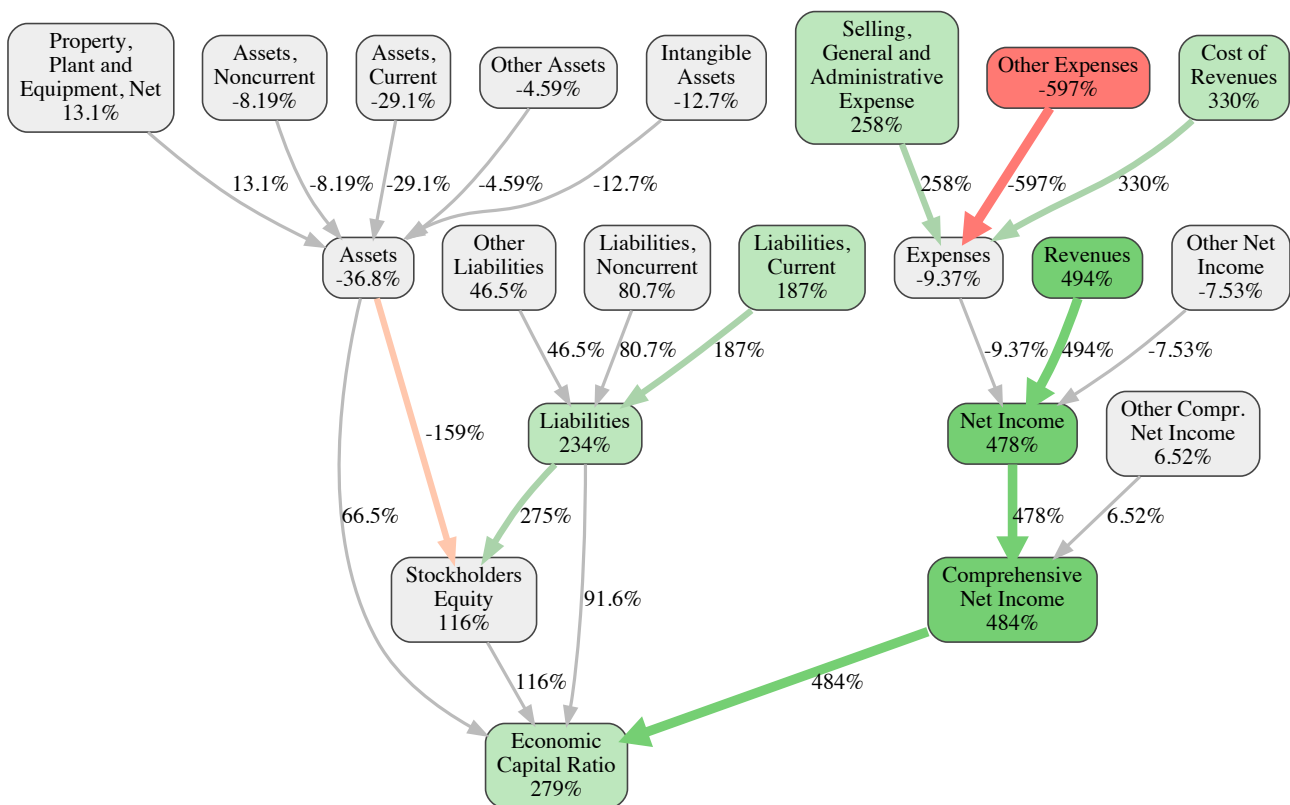 Property,
Plant and
Equipment, Net
13.1%
Assets,
Noncurrent
-8.19%
Assets,
Current
-29.1%
Other Assets
-4.59%
Intangible
Assets
-12.7%
Selling,
General and
Administrative
Expense
258%
Other Expenses
-597%
Cost of
Revenues
330%
13.1%
-8.19%
-29.1%
-4.59%
-12.7%
258%
-597%
330%
Assets
-36.8%
Other
Liabilities
46.5%
Liabilities,
Noncurrent
80.7%
Liabilities,
Current
187%
Expenses
-9.37%
Revenues
494%
Other Net
Income
-7.53%
46.5%
80.7%
187%
-9.37%
494%
-7.53%
-159%
Liabilities
234%
Net Income
478%
Other Compr.
Net Income
6.52%
66.5%
275%
478%
6.52%
Stockholders
Equity
116%
91.6%
Comprehensive
Net Income
484%
116%
484%
Economic
Capital Ratio
279%